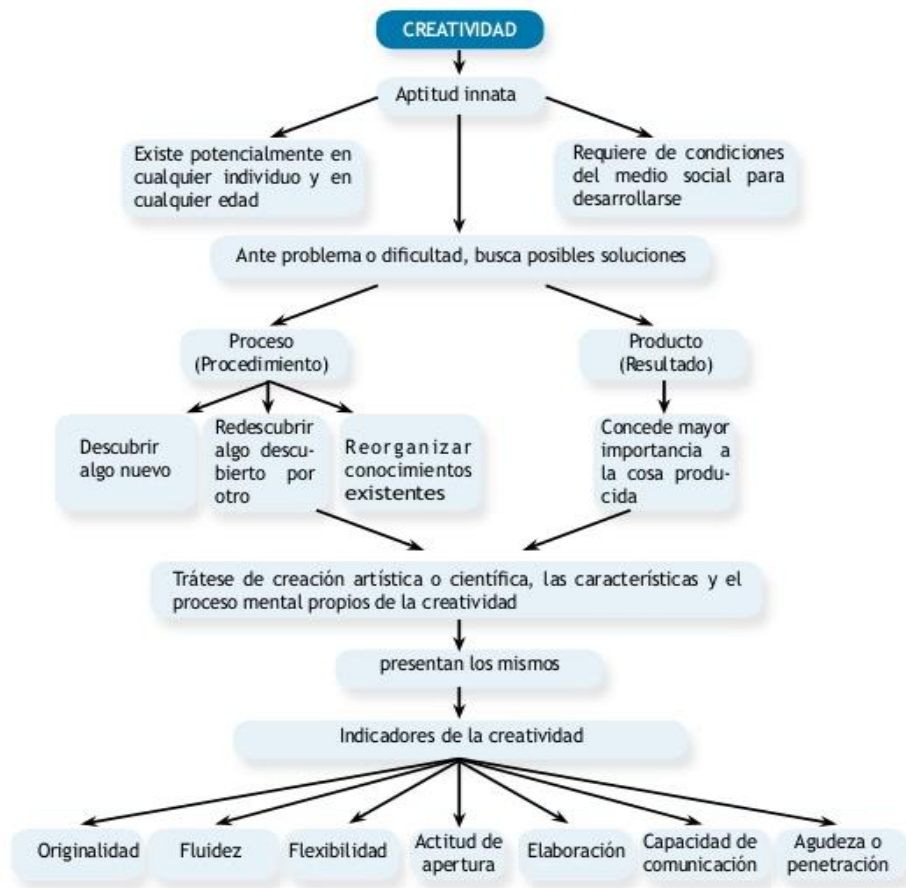 CREATIVIDAD
Aptitud innata
Existe potencialmente en
cualquier individuo y en
cualquier edad
Requiere de condiciones
del medio social para
desarrollarse
Ante problema o dificultad, busca posibles soluciones
Proceso
(Procedimiento)
Producto
(Resultado)
Descubrir
algo nuevo
Redescubrir
algo descu-
bierto por
otro
Reorganizar
conocimientos
existentes
Concede mayor
importancia a
la cosa produ-
cida
Trátese de creación artística o científica, las características y el
proceso mental propios de la creatividad
presentan los mismos
Indicadores de la creatividad
Originalidad
Fluidez
Flexibilidad
Actitud de
apertura
Elaboración
Capacidad de
comunicación
Agudeza o
penetración